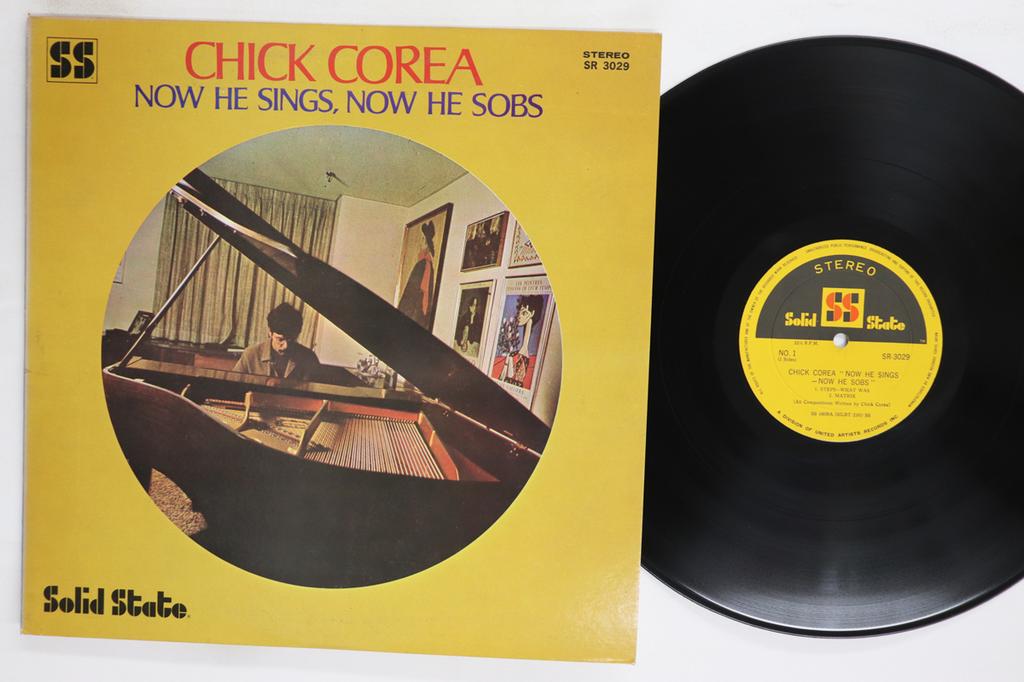 SS
CHICK COREA
NOW HE SINGS, NOW HE SOBS
STEREO
SR 3029
Solid State
STEREO
SS
Solid State
33⅓ R.P.M.
NO. 1
SR-3029
CHICK COREA "NOW HE SINGS
—NOW HE SOBS"
1. STEPS—WHAT WAS
2. MATRIX
(All Compositions Written by Chick Corea)
A DIVISION OF UNITED ARTISTS RECORDS INC.